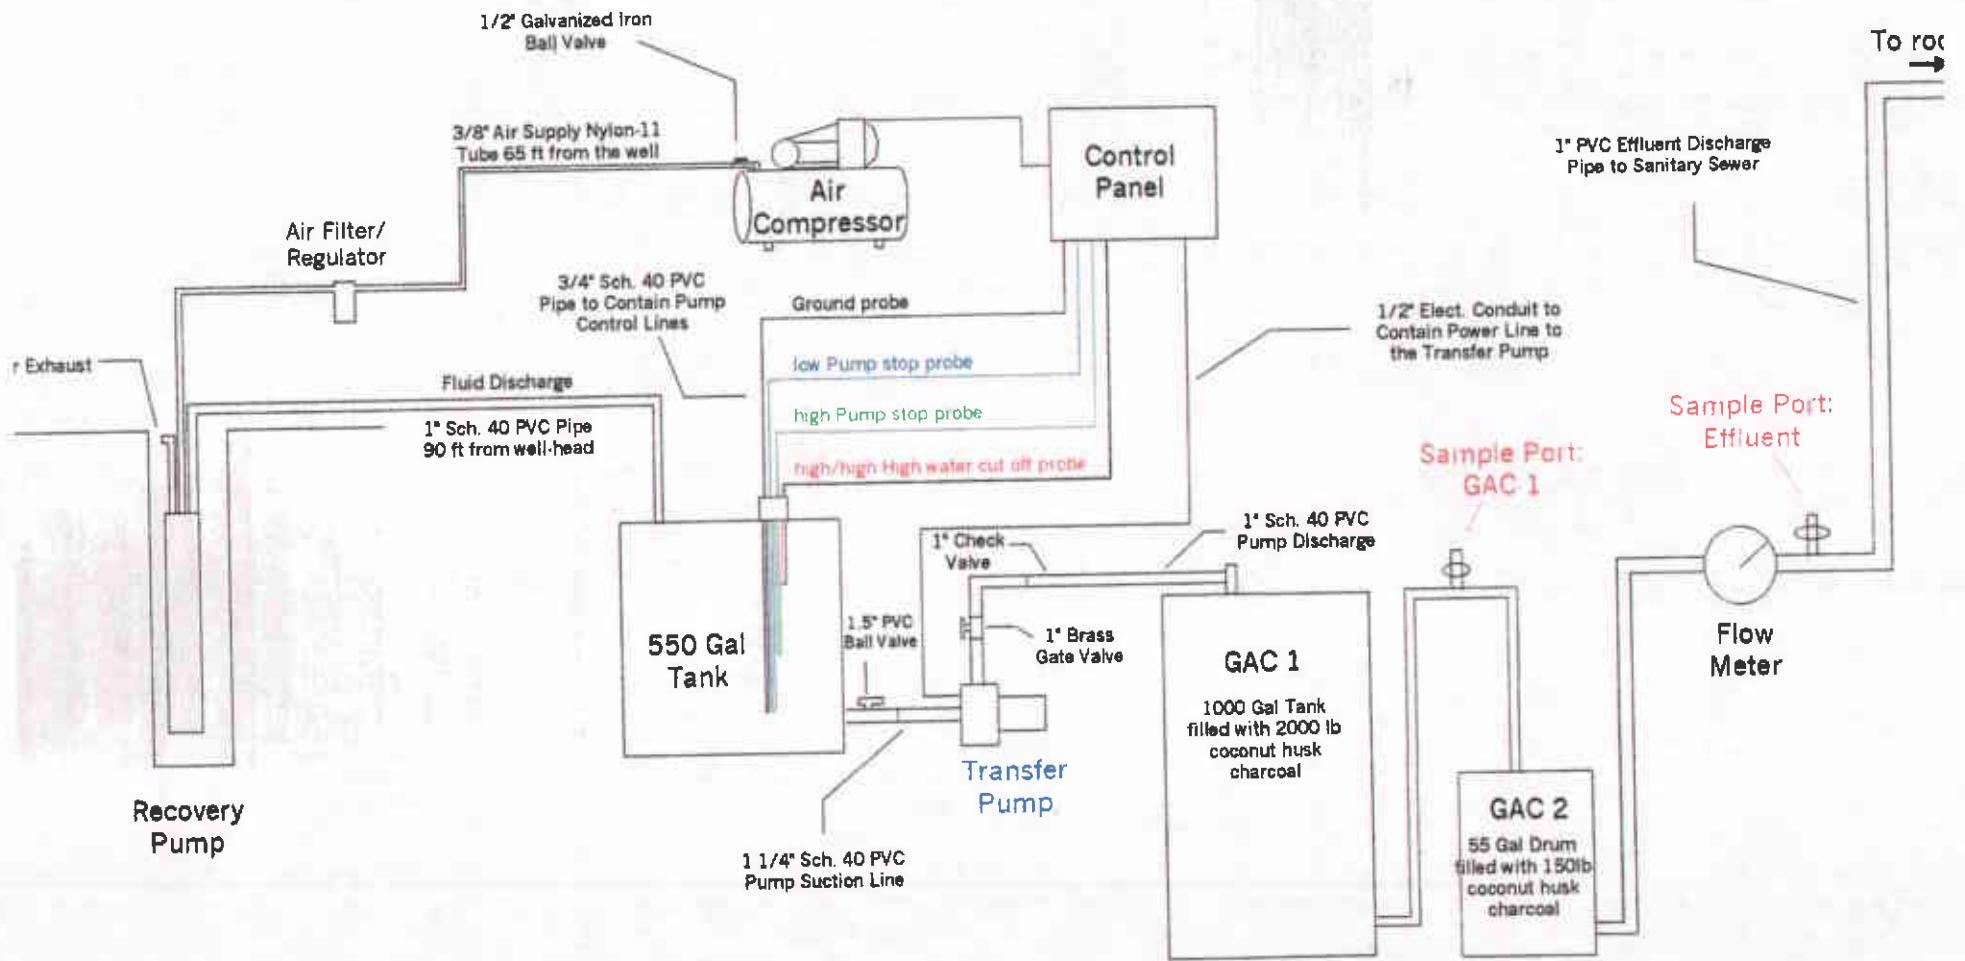 1/2" Galvanized Iron
Ball Valve
To
3/8" Air Supply Nylon-11
Tube 65 ft from the well
Air
Compressor
Control
Panel
1" PVC Effluent Discharge
Pipe to Sanitary Sewer
Air Filter/
Regulator
3/4" Sch. 40 PVC
Pipe to Contain Pump
Control Lines
Ground probe
1/2" Elect. Conduit to
Contain Power Line to
the Transfer Pump
low Pump stop probe
Exhaust
Fluid Discharge
high Pump stop probe
1" Sch. 40 PVC Pipe
90 ft from well-head
high/high High water cut off probe
Sample Port:
GAC 1
Sample Port:
Effluent
1" Check
Valve
1" Sch. 40 PVC
Pump Discharge
550 Gal
Tank
1.5" PVC
Ball Valve
1" Brass
Gate Valve
GAC 1
1000 Gal Tank
filled with 2000 lb
coconut husk
charcoal
Flow
Meter
Transfer
Pump
Recovery
Pump
1 1/4" Sch. 40 PVC
Pump Suction Line
GAC 2
55 Gal Drum
filled with 150lb
coconut husk
charcoal